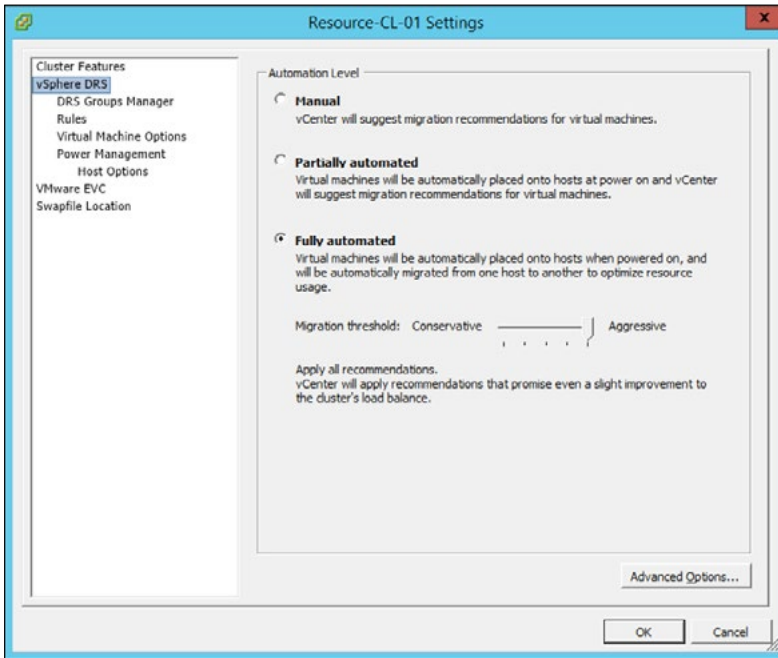 Resource-CL-01 Settings
x
Cluster Features
vSphere DRS
DRS Groups Manager
Rules
Virtual Machine Options
Power Management
Host Options
VMware EVC
Swapfile Location
Automation Level
Manual
vCenter will suggest migration recommendations for virtual machines.
Partially automated
Virtual machines will be automatically placed onto hosts at power on and vCenter
will suggest migration recommendations for virtual machines.
Fully automated
Virtual machines will be automatically placed onto hosts when powered on, and
will be automatically migrated from one host to another to optimize resource
usage.
Migration threshold: Conservative Aggressive
Apply all recommendations.
vCenter will apply recommendations that promise even a slight improvement to
the cluster's load balance.
Advanced Options...
OK Cancel